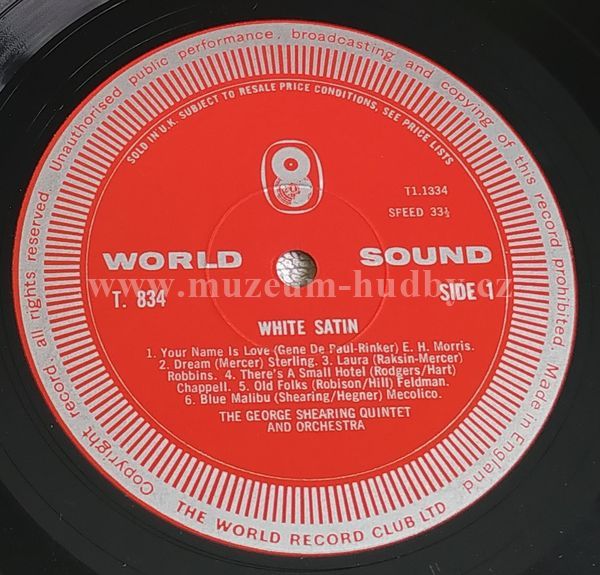 Copyright record all rights reserved. Unauthorised public performance, broadcasting and copying of this record prohibited. Made in England
SOLD IN U.K. SUBJECT TO RESALE PRICE CONDITIONS, SEE PRICE LISTS
T1.1334
SPEED 33⅓
WORLD SOUND
www.muzeum-hudby.cz
T. 834 SIDE
WHITE SATIN
1. Your Name Is Love (Gene De Paul-Rinker) E. H. Morris.
2. Dream (Mercer) Sterling. 3. Laura (Raksin-Mercer)
Robbins. 4. There's A Small Hotel (Rodgers/Hart)
Chappell. 5. Old Folks (Robison/Hill) Feldman.
6. Blue Malibu (Shearing/Hegner) Mecolico.
THE GEORGE SHEARING QUINTET
AND ORCHESTRA
THE WORLD RECORD CLUB LTD